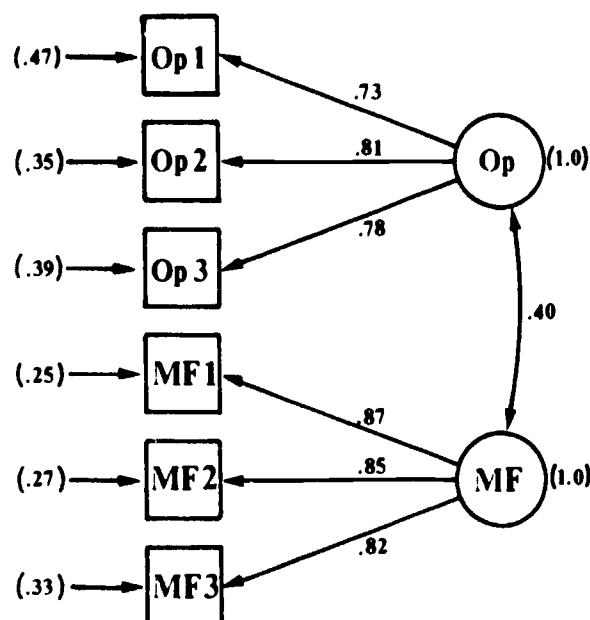 (.47) Op 1
.73
(.35) Op 2 .81 Op (1.0)
.78
(.39) Op 3
.40
(.25) MF 1
.87
(.27) MF 2 .85 MF (1.0)
.82
(.33) MF 3